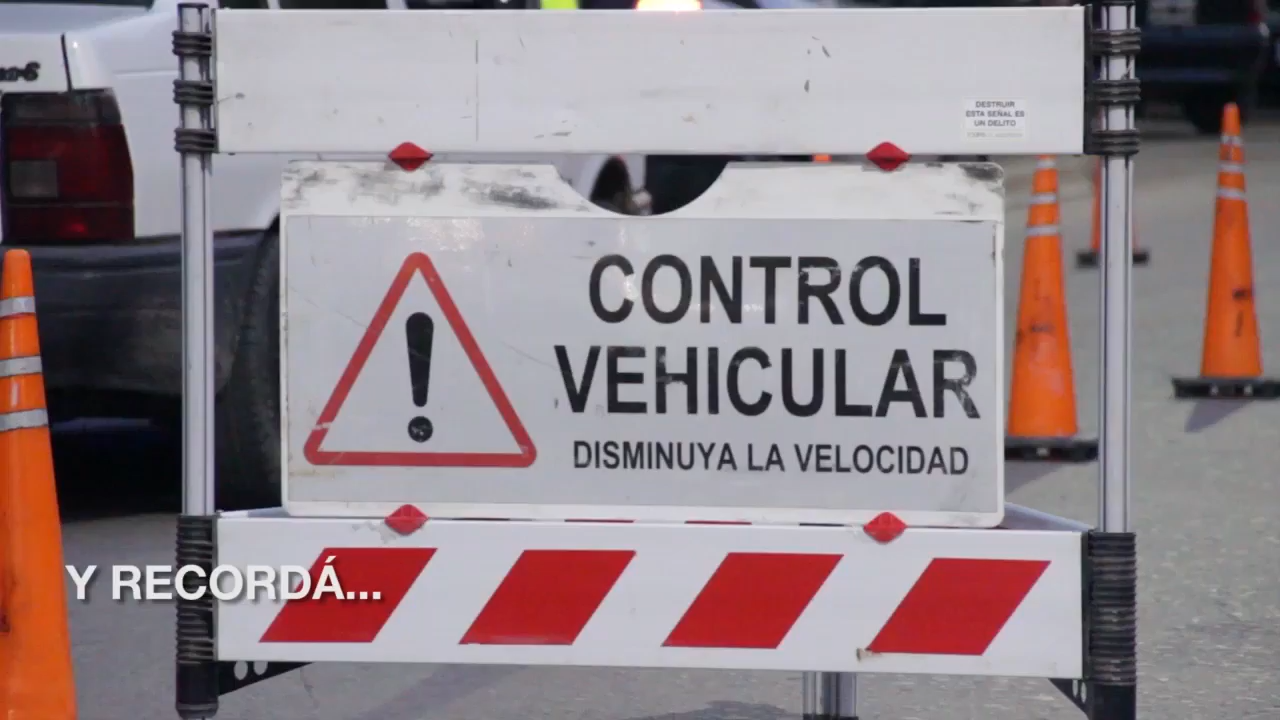 DESTRUIR
ESTA SEÑAL ES
UN DELITO
CONTROL
VEHICULAR
DISMINUYA LA VELOCIDAD
Y RECORDÁ...